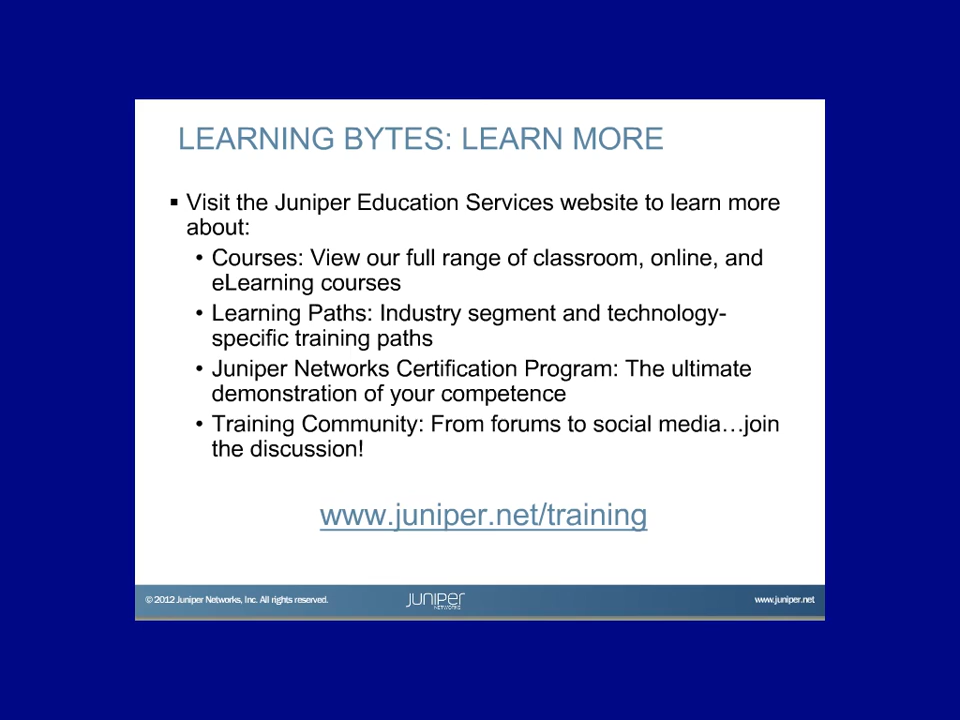 LEARNING BYTES: LEARN MORE
▪ Visit the Juniper Education Services website to learn more
about:
• Courses: View our full range of classroom, online, and
eLearning courses
• Learning Paths: Industry segment and technology-
specific training paths
• Juniper Networks Certification Program: The ultimate
demonstration of your competence
• Training Community: From forums to social media…join
the discussion!
www.juniper.net/training
© 2012 Juniper Networks, Inc. All rights reserved.
JUNIPER
NETWORKS
www.juniper.net